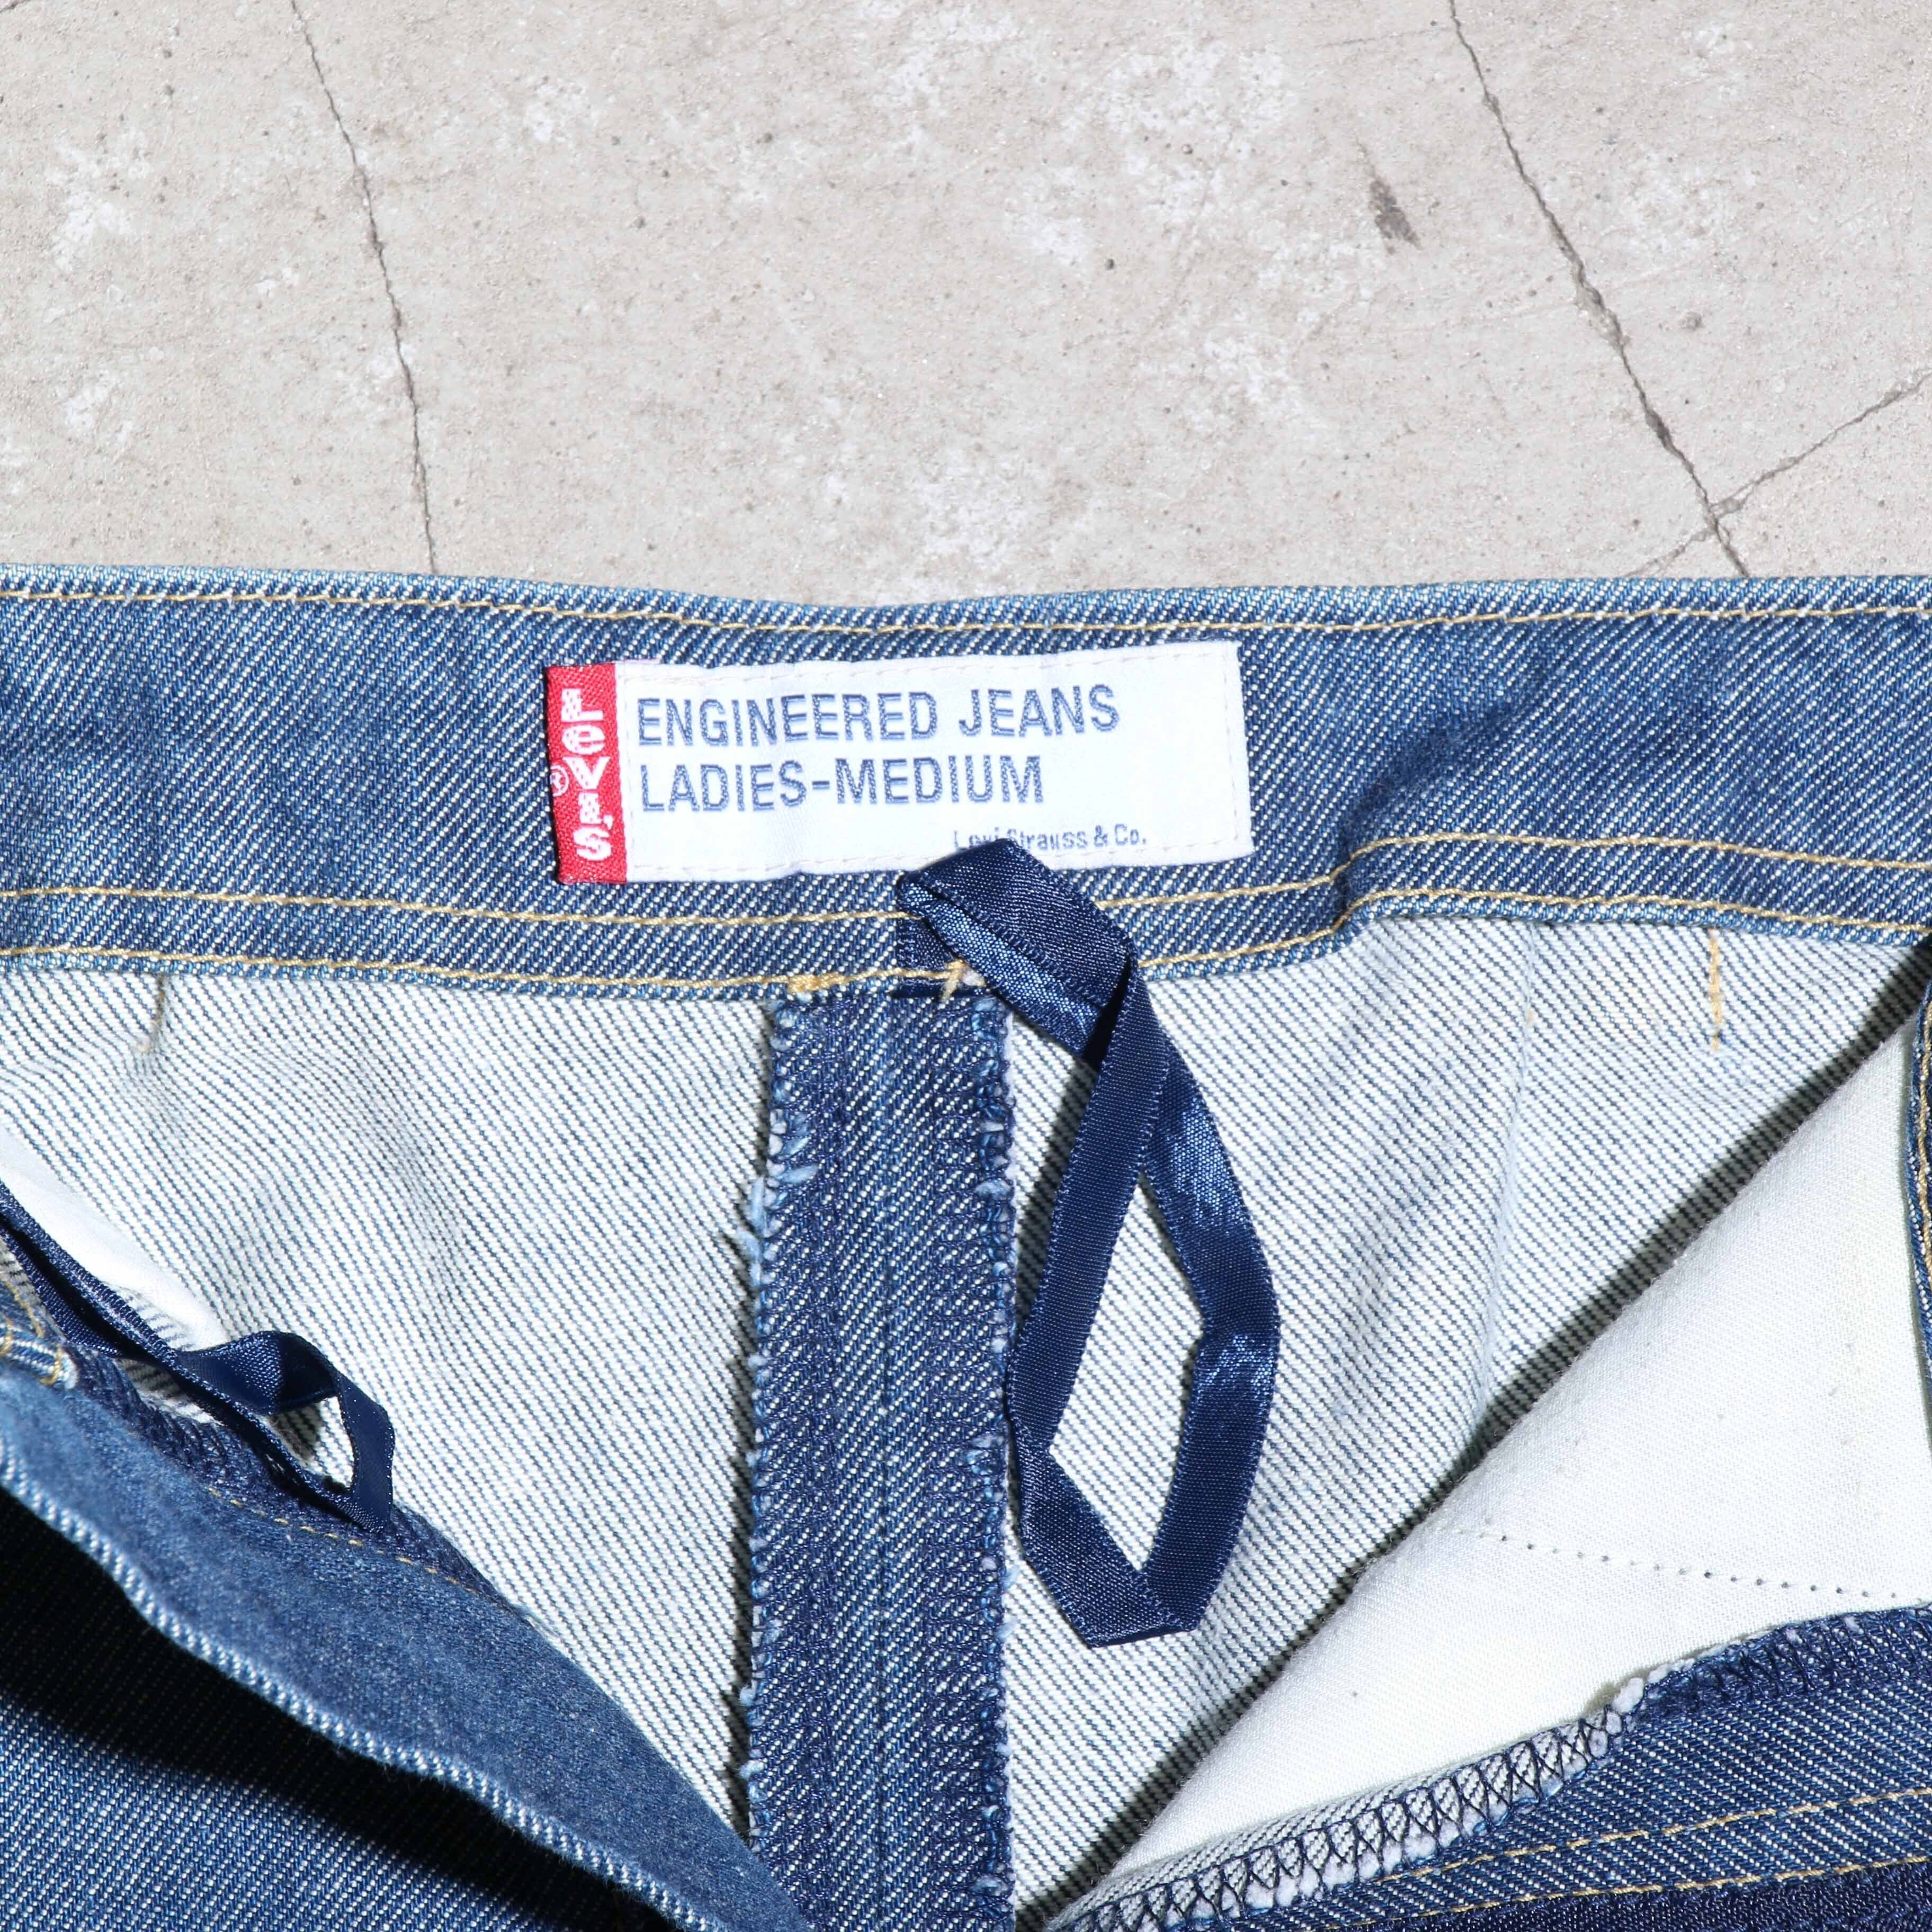 LEVI'S ®
ENGINEERED JEANS
LADIES-MEDIUM
Levi Strauss & Co.